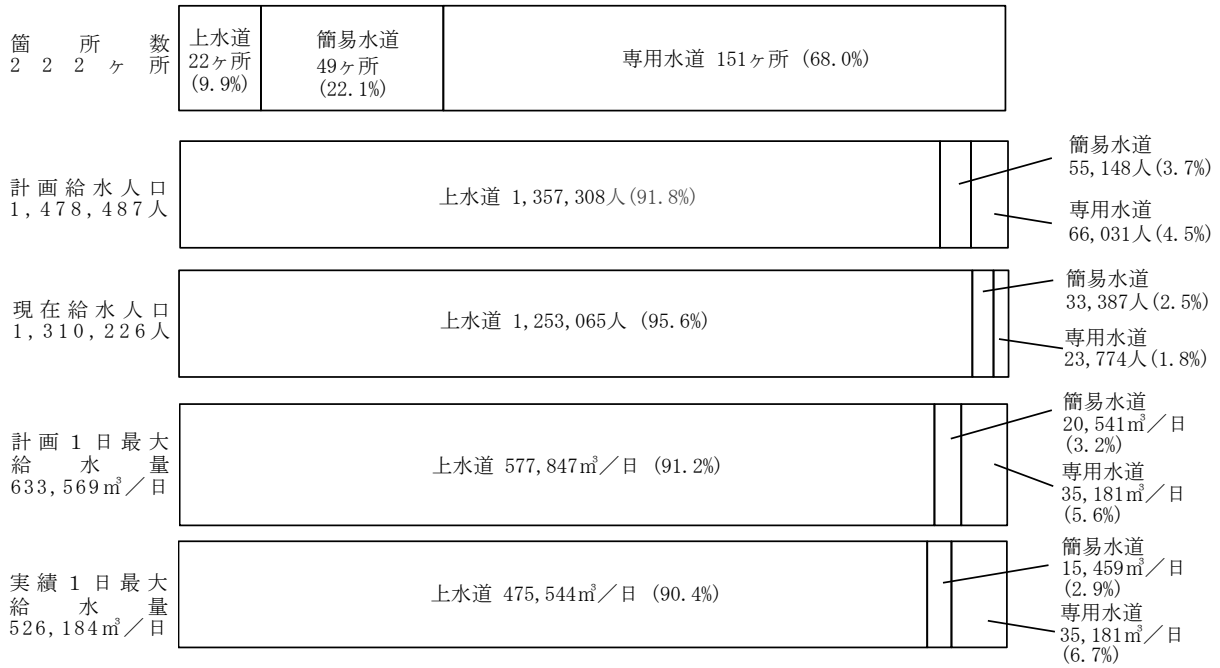 箇所数
222ヶ所
上水道
22ヶ所
(9.9%)
簡易水道
49ヶ所
(22.1%)
専用水道 151ヶ所 (68.0%)
計画給水人口
1,478,487人
上水道 1,357,308人(91.8%)
簡易水道
55,148人(3.7%)
専用水道
66,031人(4.5%)
現在給水人口
1,310,226人
上水道 1,253,065人 (95.6%)
簡易水道
33,387人(2.5%)
専用水道
23,774人(1.8%)
計画1日最大
給水量
633,569㎥/日
上水道 577,847㎥/日 (91.2%)
簡易水道
20,541㎥/日
(3.2%)
専用水道
35,181㎥/日
(5.6%)
実績1日最大
給水量
526,184㎥/日
上水道 475,544㎥/日 (90.4%)
簡易水道
15,459㎥/日
(2.9%)
専用水道
35,181㎥/日
(6.7%)